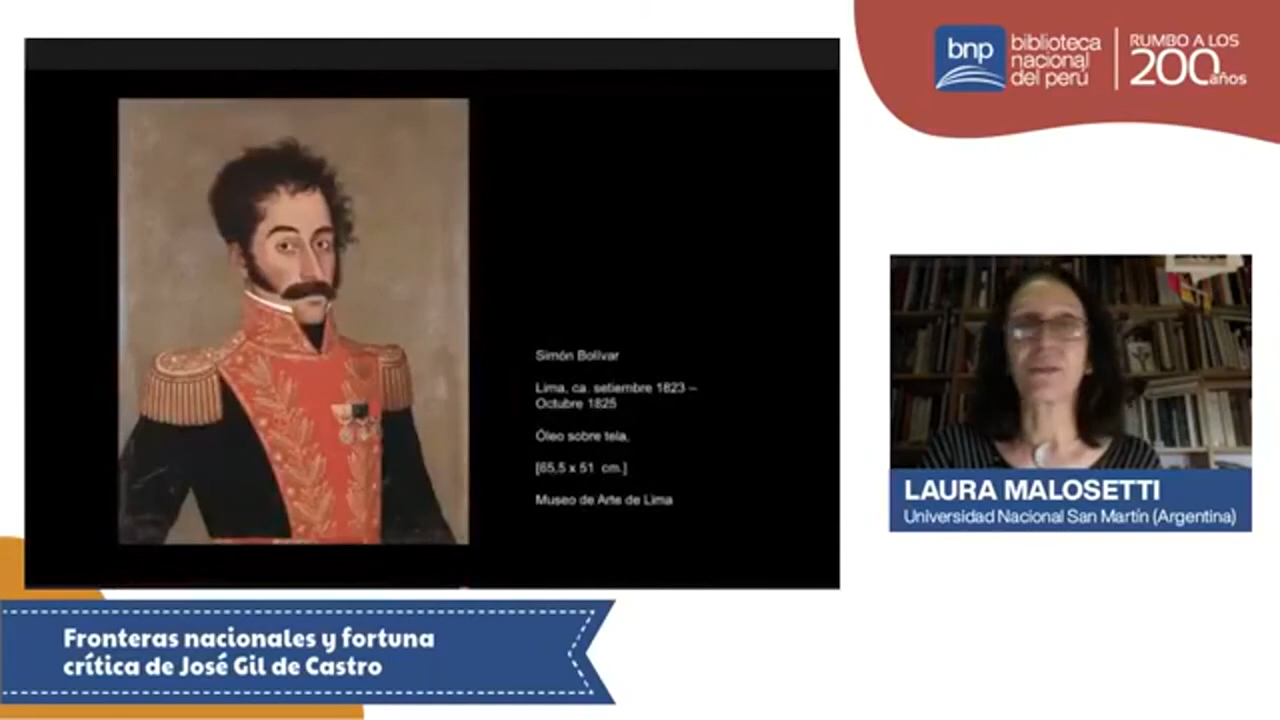 bnp
biblioteca
nacional
del perú
RUMBO A LOS
200
años
Simón Bolívar
Lima, ca. setiembre 1823 –
Octubre 1825
Óleo sobre tela,
[65,5 x 51 cm.]
Museo de Arte de Lima
LAURA MALOSETTI
Universidad Nacional San Martín (Argentina)
Fronteras nacionales y fortuna
crítica de José Gil de Castro